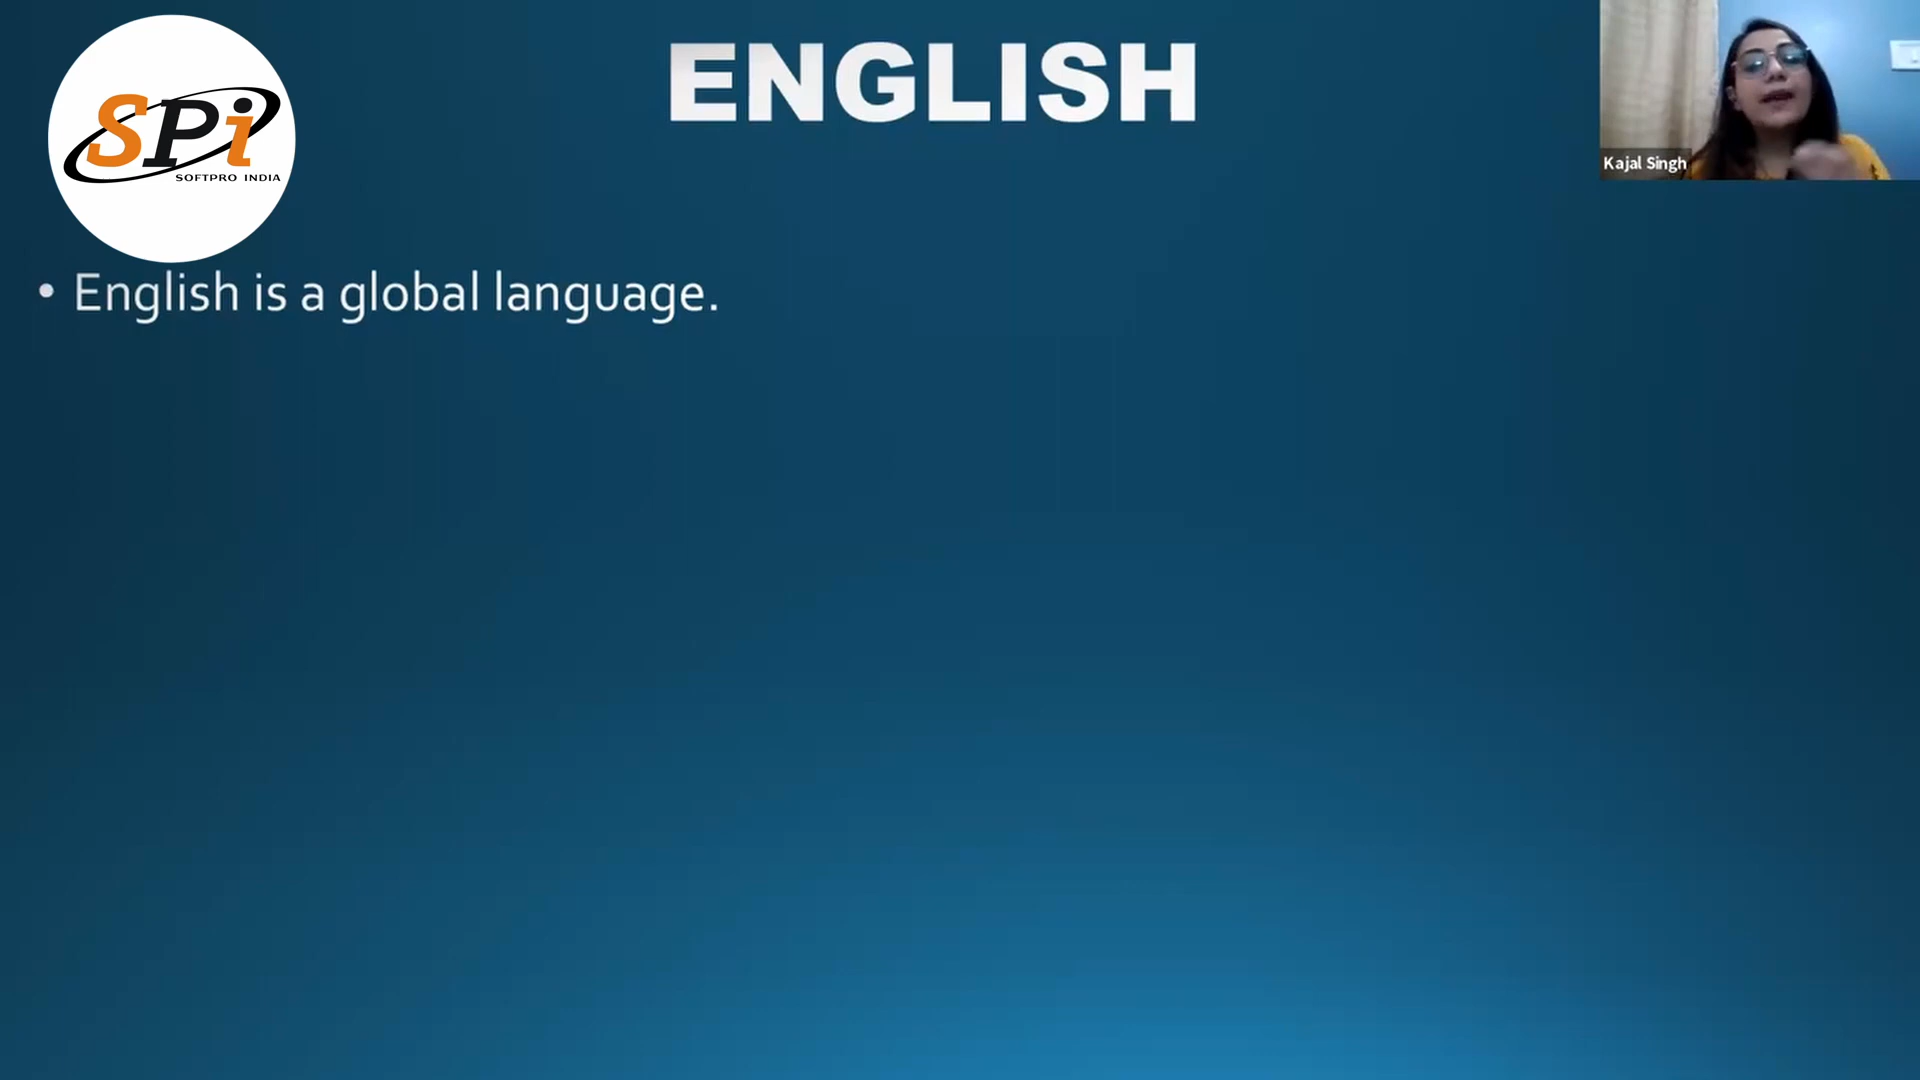 ENGLISH
SPi
SOFTPRO INDIA
Kajal Singh
• English is a global language.